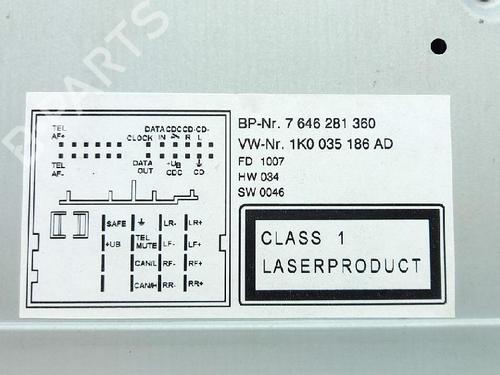 BP-Nr. 7 646 281 360
VW-Nr. 1K0 035 186 AD
FD 1007
HW 034
SW 0046
CLASS 1
LASERPRODUCT
TEL
AF+
DATA CDC CD- CD-
CLOCK IN R L
TEL
AF-
DATA
OUT
+UB
CDC
CD
SAFE LR- LR+
+UB TEL
MUTE LF- LF+
CAN/L RF- RF+
CAN/H RR- RR+
PARTS